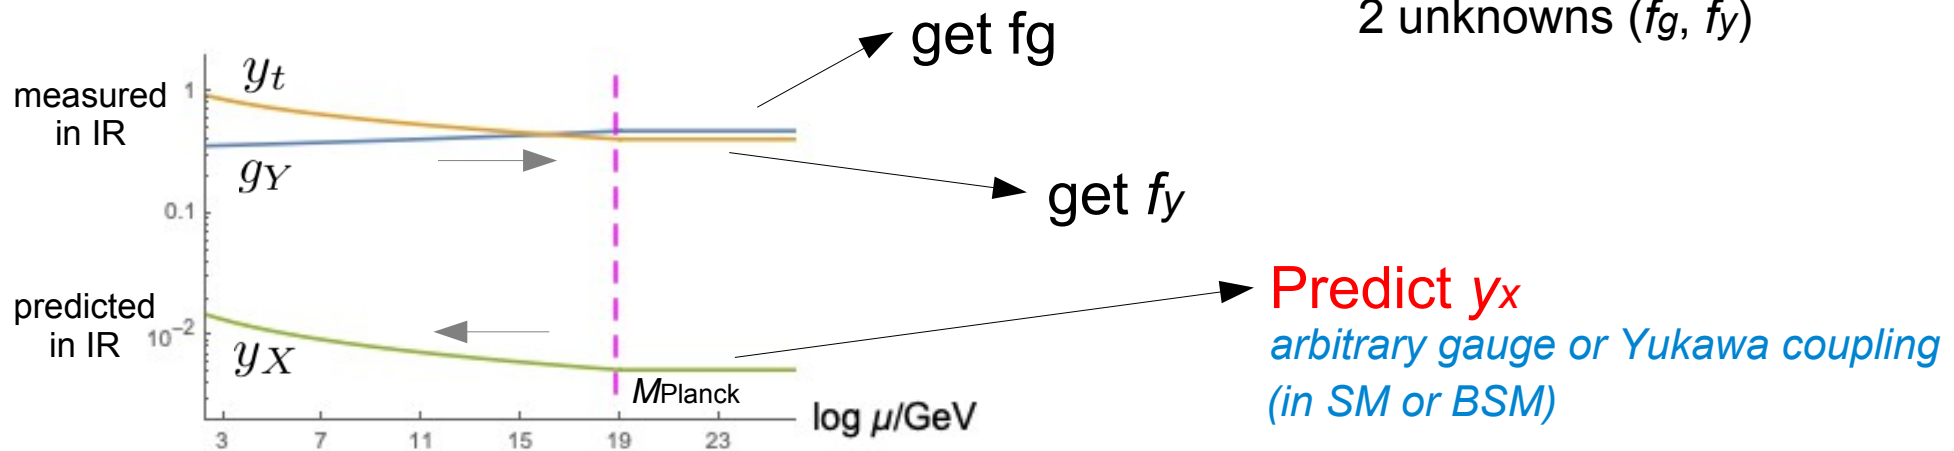 2 unknowns (fg, fy)
get fg
yt
measured
in IR
1
gY
get fy
0.1
Predict yx
arbitrary gauge or Yukawa coupling
(in SM or BSM)
predicted
in IR
10⁻²
yX
MPlanck
log μ/GeV
3 7 11 15 19 23